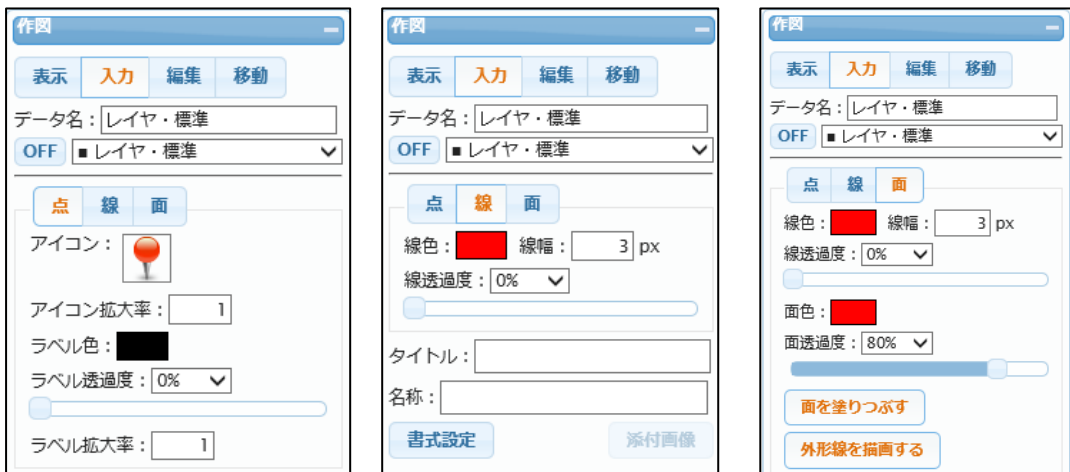 作図
表示 入力 編集 移動
データ名：レイヤ・標準
OFF ■ レイヤ・標準
点 線 面
アイコン：
アイコン拡大率： 1
ラベル色：
ラベル透過度： 0%
ラベル拡大率： 1
作図
表示 入力 編集 移動
データ名：レイヤ・標準
OFF ■ レイヤ・標準
点 線 面
線色： 線幅： 3 px
線透過度： 0%
タイトル：
名称：
書式設定 添付画像
作図
表示 入力 編集 移動
データ名：レイヤ・標準
OFF ■ レイヤ・標準
点 線 面
線色： 線幅： 3 px
線透過度： 0%
面色：
面透過度： 80%
面を塗りつぶす
外形線を描画する